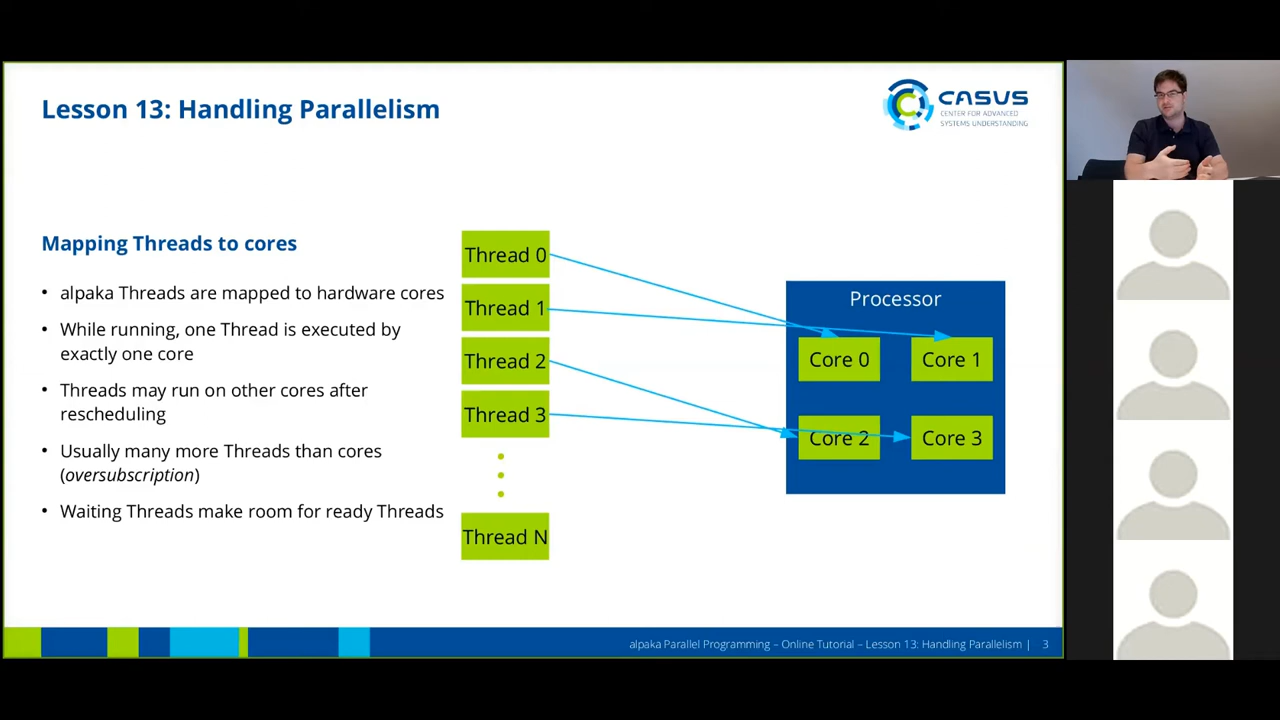 Lesson 13: Handling Parallelism
CASUS
CENTER FOR ADVANCED
SYSTEMS UNDERSTANDING
Mapping Threads to cores
• alpaka Threads are mapped to hardware cores
• While running, one Thread is executed by
exactly one core
• Threads may run on other cores after
rescheduling
• Usually many more Threads than cores
(oversubscription)
• Waiting Threads make room for ready Threads
Thread 0
Thread 1
Thread 2
Thread 3
Thread N
Processor
Core 0
Core 1
Core 2
Core 3
alpaka Parallel Programming – Online Tutorial – Lesson 13: Handling Parallelism | 3